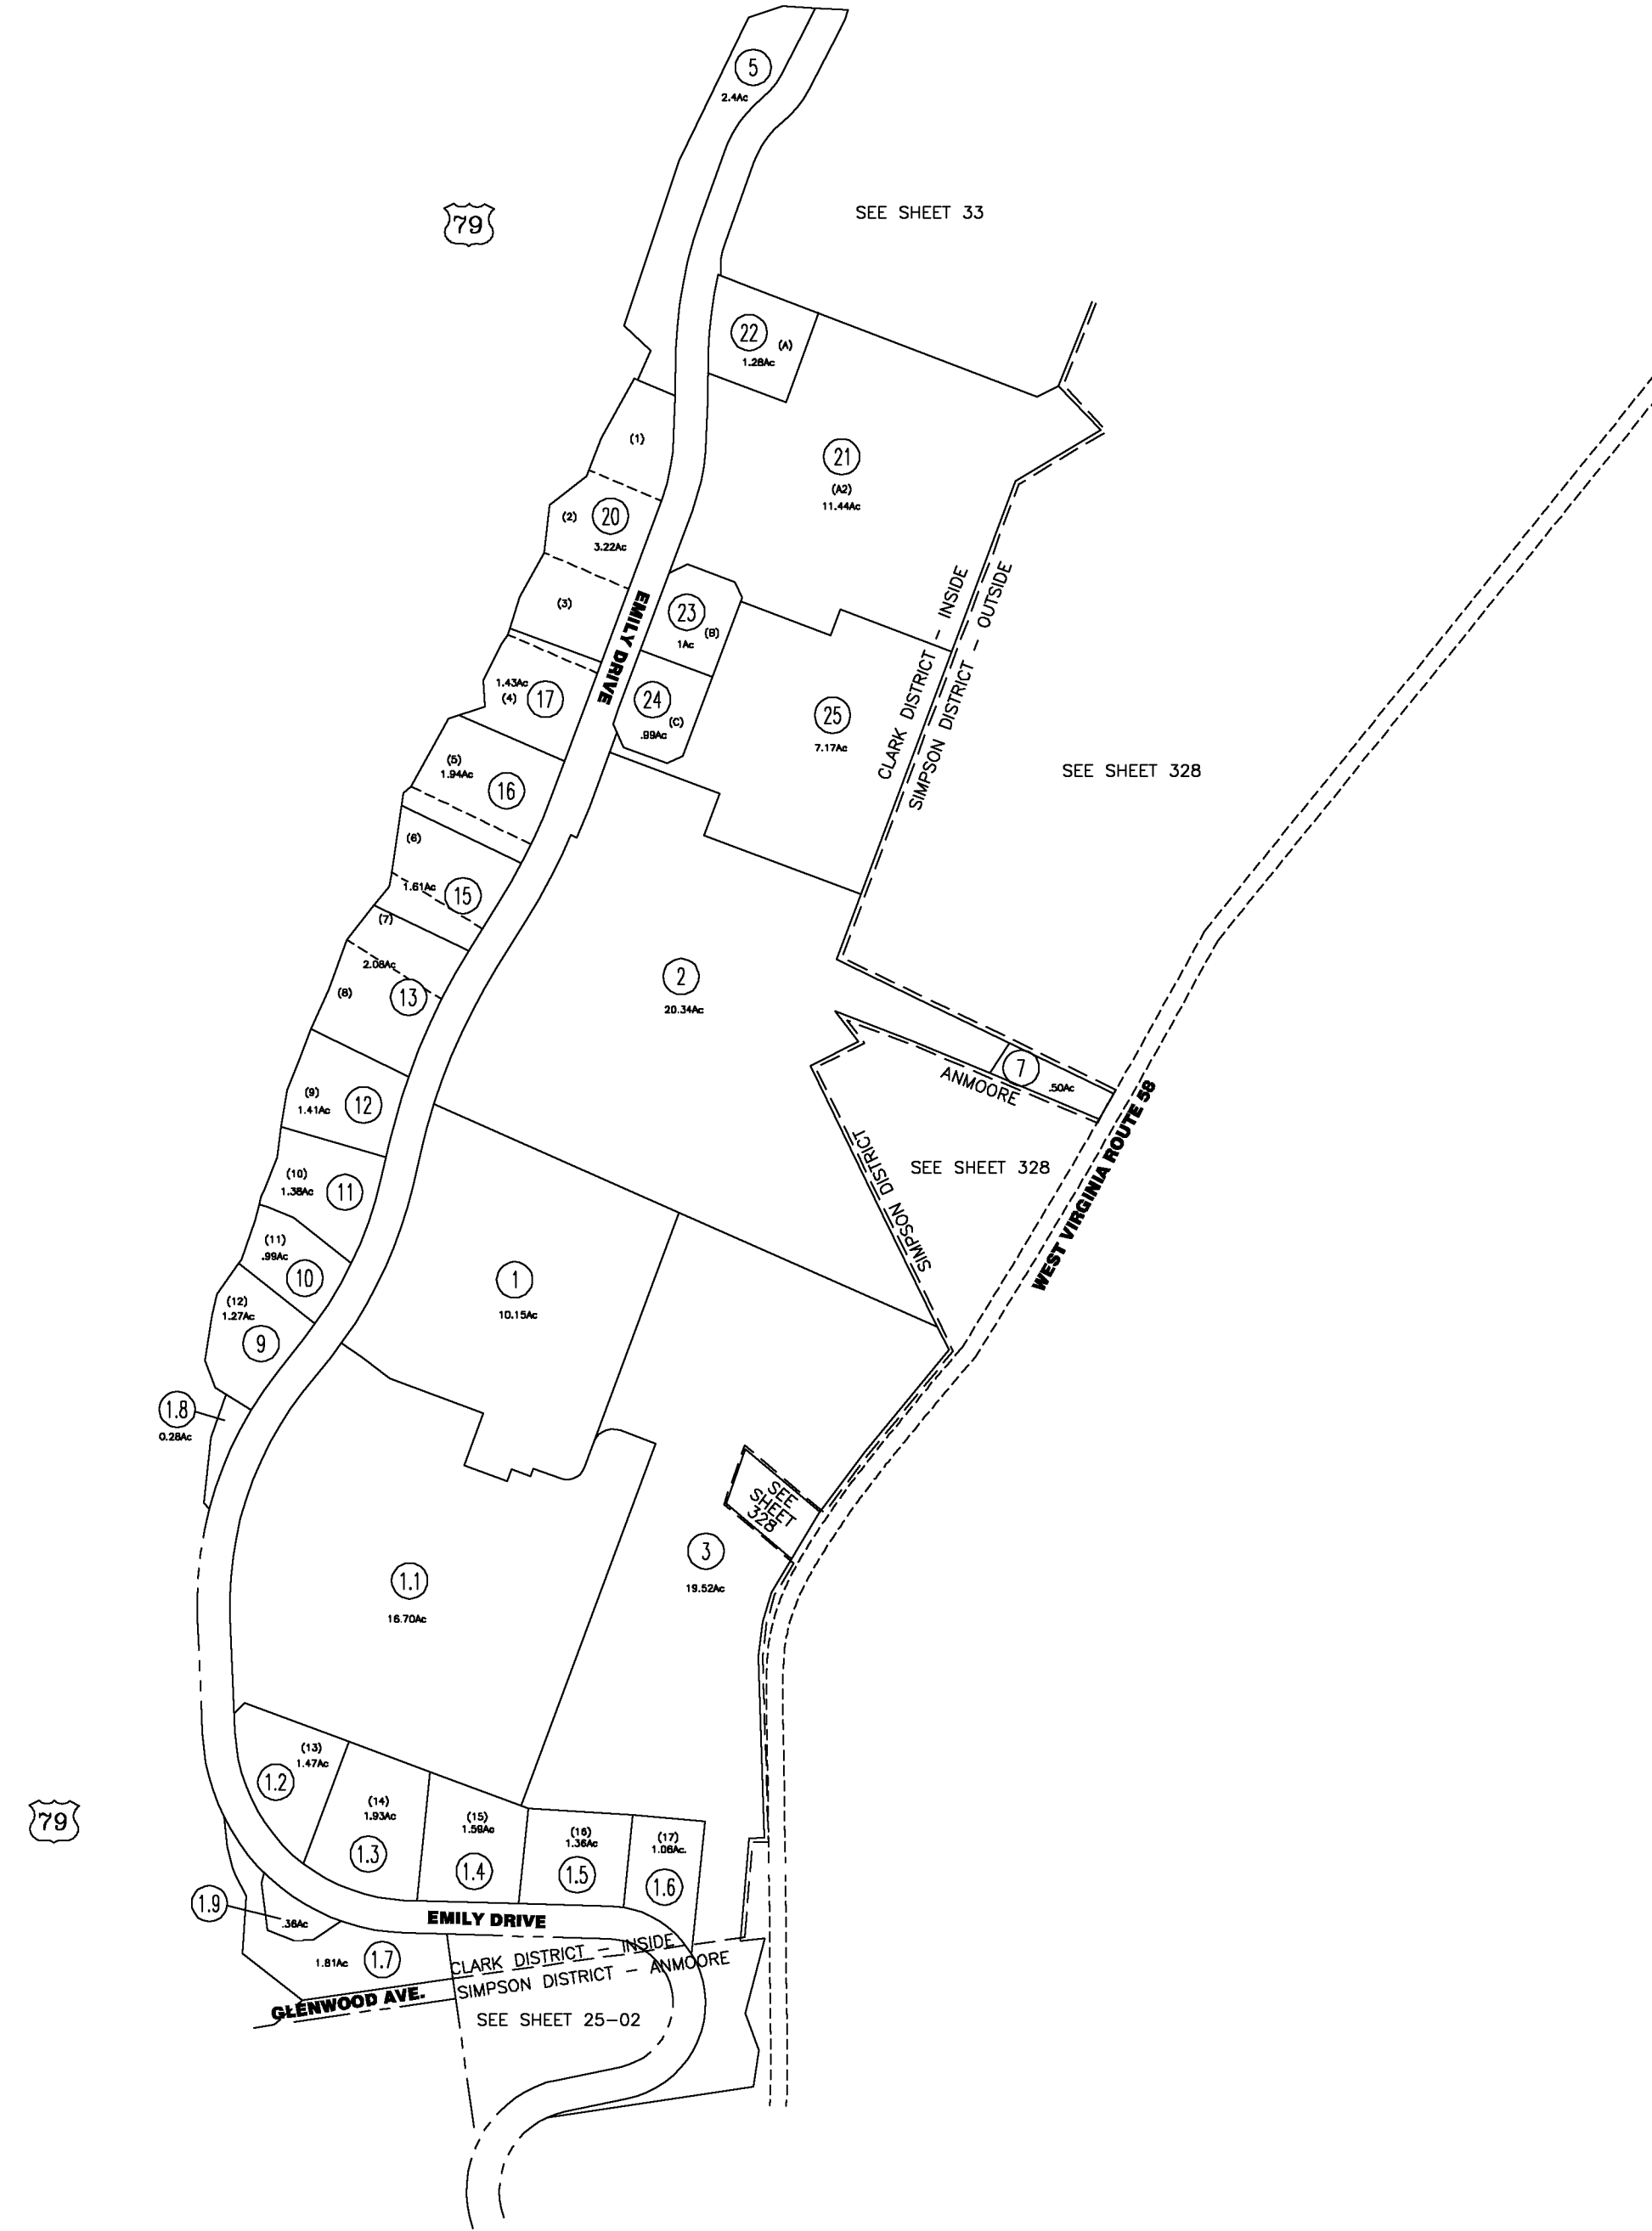 5
2.4Ac
79
SEE SHEET 33
22
(A)
1.28Ac
(1)
21
(A2)
11.44Ac
(2)
20
3.22Ac
(3)
EMILY DRIVE
23
(B)
1Ac
CLARK DISTRICT - INSIDE
SIMPSON DISTRICT - OUTSIDE
1.43Ac
(4)
17
24
(C)
.99Ac
25
7.17Ac
(5)
1.94Ac
16
SEE SHEET 328
(6)
1.61Ac
15
(7)
2.08Ac
(8)
13
2
20.34Ac
7
.50Ac
ANMOORE
(9)
1.41Ac
12
SIMPSON DISTRICT
SEE SHEET 328
WEST VIRGINIA ROUTE 58
(10)
1.38Ac
11
(11)
.99Ac
10
1
10.15Ac
(12)
1.27Ac
9
1.8
0.28Ac
SEE
SHEET
328
3
19.52Ac
1.1
16.70Ac
(13)
1.47Ac
1.2
(14)
1.93Ac
1.3
(15)
1.59Ac
1.4
(16)
1.36Ac
1.5
(17)
1.06Ac.
1.6
79
1.9
.36Ac
EMILY DRIVE
1.81Ac
1.7
CLARK DISTRICT - INSIDE
SIMPSON DISTRICT - ANMOORE
GLENWOOD AVE.
SEE SHEET 25-02